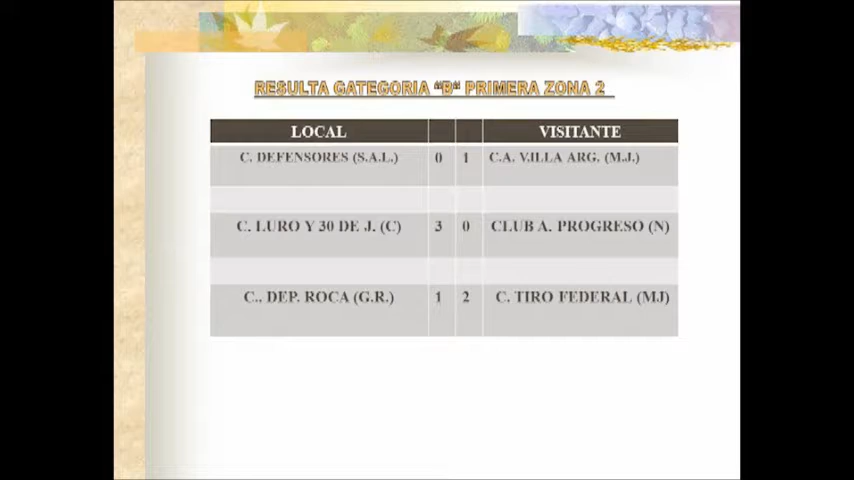 RESULTA GATEGORIA "B" PRIMERA ZONA 2
LOCAL VISITANTE
C. DEFENSORES (S.A.L.) 0 1 C.A. VILLA ARG. (M.J.)
C. LURO Y 30 DE J. (C) 3 0 CLUB A. PROGRESO (N)
C.. DEP. ROCA (G.R.) 1 2 C. TIRO FEDERAL (MJ)